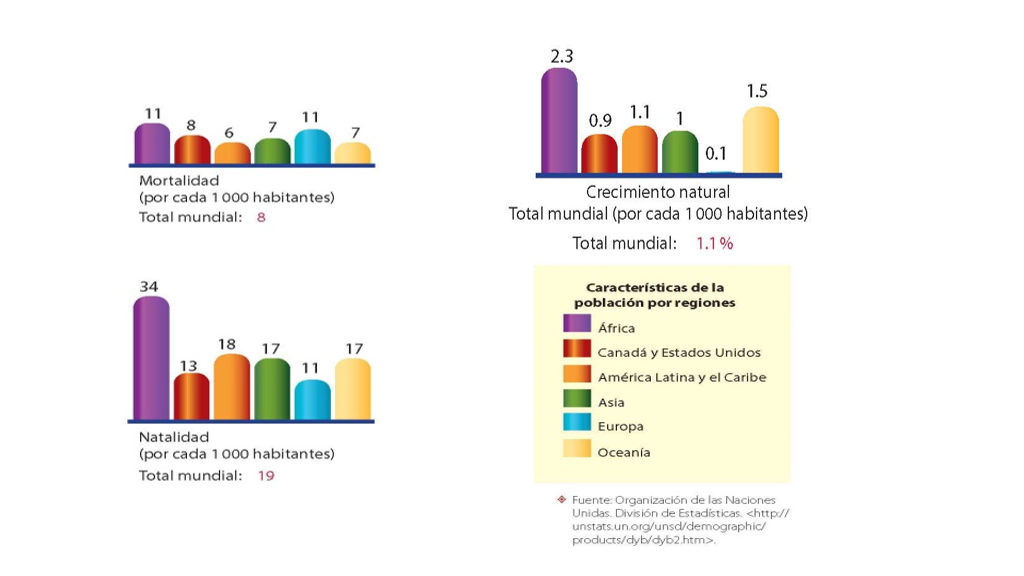 11
8
6
7
11
7
Mortalidad
(por cada 1 000 habitantes)
Total mundial: 8
2.3
0.9
1.1
1
0.1
1.5
Crecimiento natural
Total mundial (por cada 1 000 habitantes)
Total mundial: 1.1 %
34
13
18
17
11
17
Natalidad
(por cada 1 000 habitantes)
Total mundial: 19
Características de la
población por regiones
África
Canadá y Estados Unidos
América Latina y el Caribe
Asia
Europa
Oceanía
Fuente: Organización de las Naciones
Unidas. División de Estadísticas. <http://
unstats.un.org/unsd/demographic/
products/dyb/dyb2.htm>.